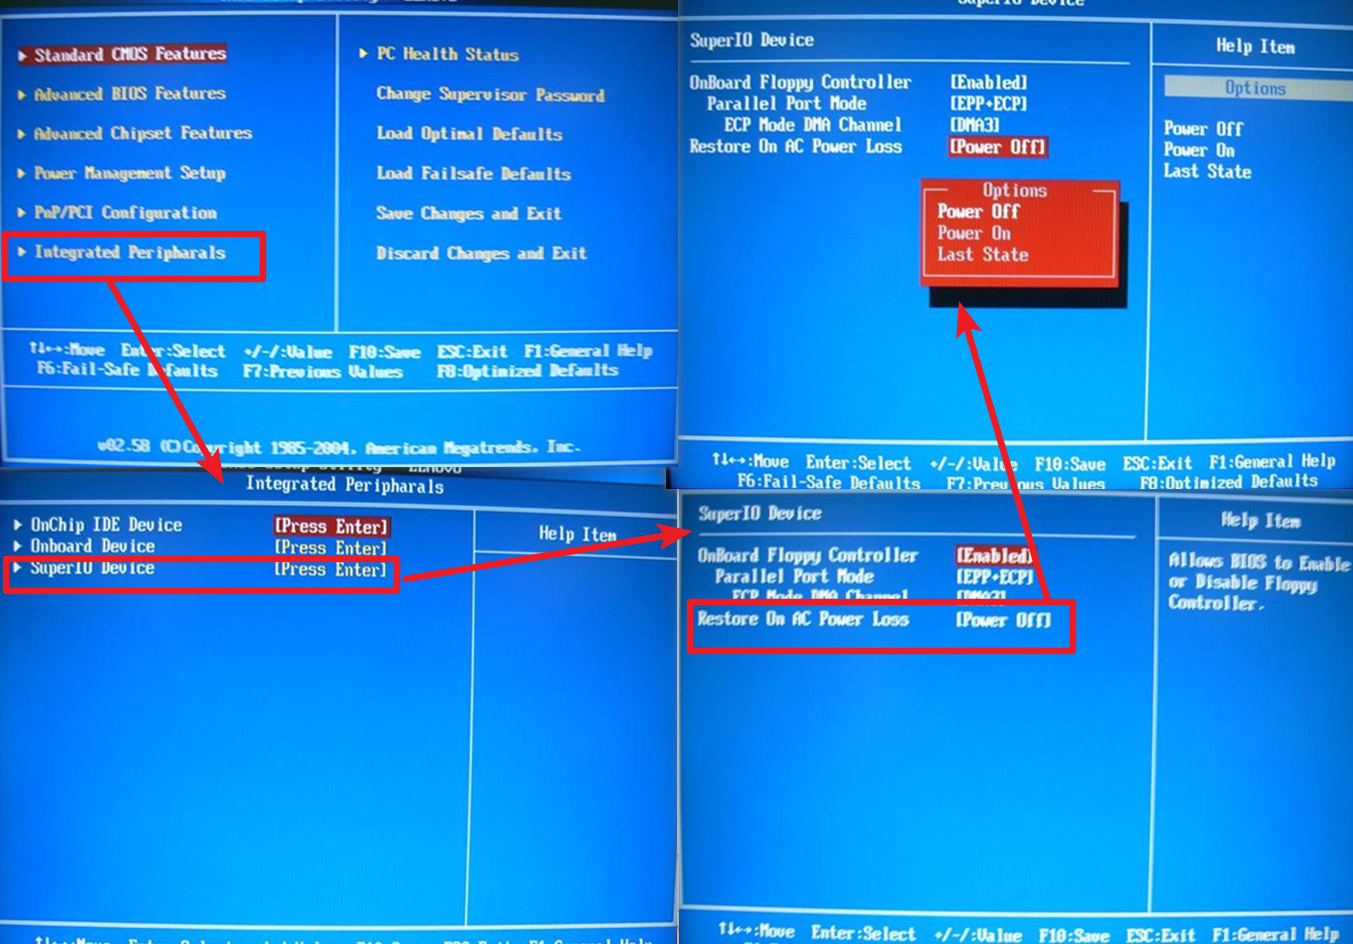 Standard CMOS Features
Advanced BIOS Features
Advanced Chipset Features
Power Management Setup
PnP/PCI Configuration
Integrated Peripharals
PC Health Status
Change Supervisor Password
Load Optimal Defaults
Load Failsafe Defaults
Save Changes and Exit
Discard Changes and Exit
↑↓←→:Move Enter:Select +/-/:Value F10:Save ESC:Exit F1:General Help
F6:Fail-Safe Defaults F7:Previous Values F8:Optimized Defaults
v02.58 (C)Copyright 1985-2004, American Megatrends, Inc.
SuperIO Device
SuperIO Device
OnBoard Floppy Controller [Enabled]
Parallel Port Mode [EPP+ECP]
ECP Mode DMA Channel [DMA3]
Restore On AC Power Loss [Power Off]
Options
Power Off
Power On
Last State
Help Item
Options
Power Off
Power On
Last State
↑↓←→:Move Enter:Select +/-/:Value F10:Save ESC:Exit F1:General Help
F6:Fail-Safe Defaults F7:Previous Values F8:Optimized Defaults
Integrated Peripharals
OnChip IDE Device [Press Enter]
Onboard Device [Press Enter]
SuperIO Device [Press Enter]
Help Item
SuperIO Device
OnBoard Floppy Controller [Enabled]
Parallel Port Mode [EPP+ECP]
ECP Mode DMA Channel [DMA3]
Restore On AC Power Loss [Power Off]
Help Item
Allows BIOS to Enable
or Disable Floppy
Controller.
↑↓←→:Move Enter:Select +/-/:Value F10:Save ESC:Exit F1:General Help